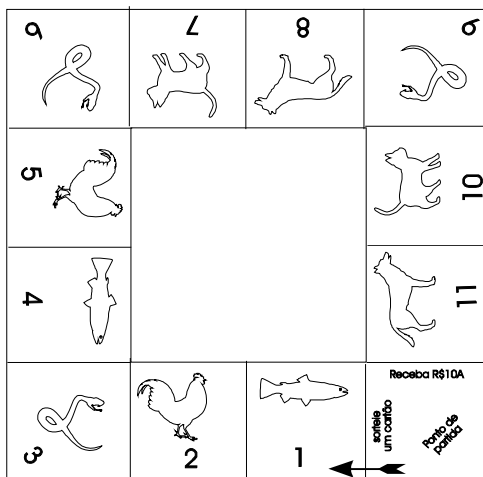 6
7
8
9
5
10
4
11
3
2
1
Receba R$10A
sorteie
um cartão
Ponto de
partida